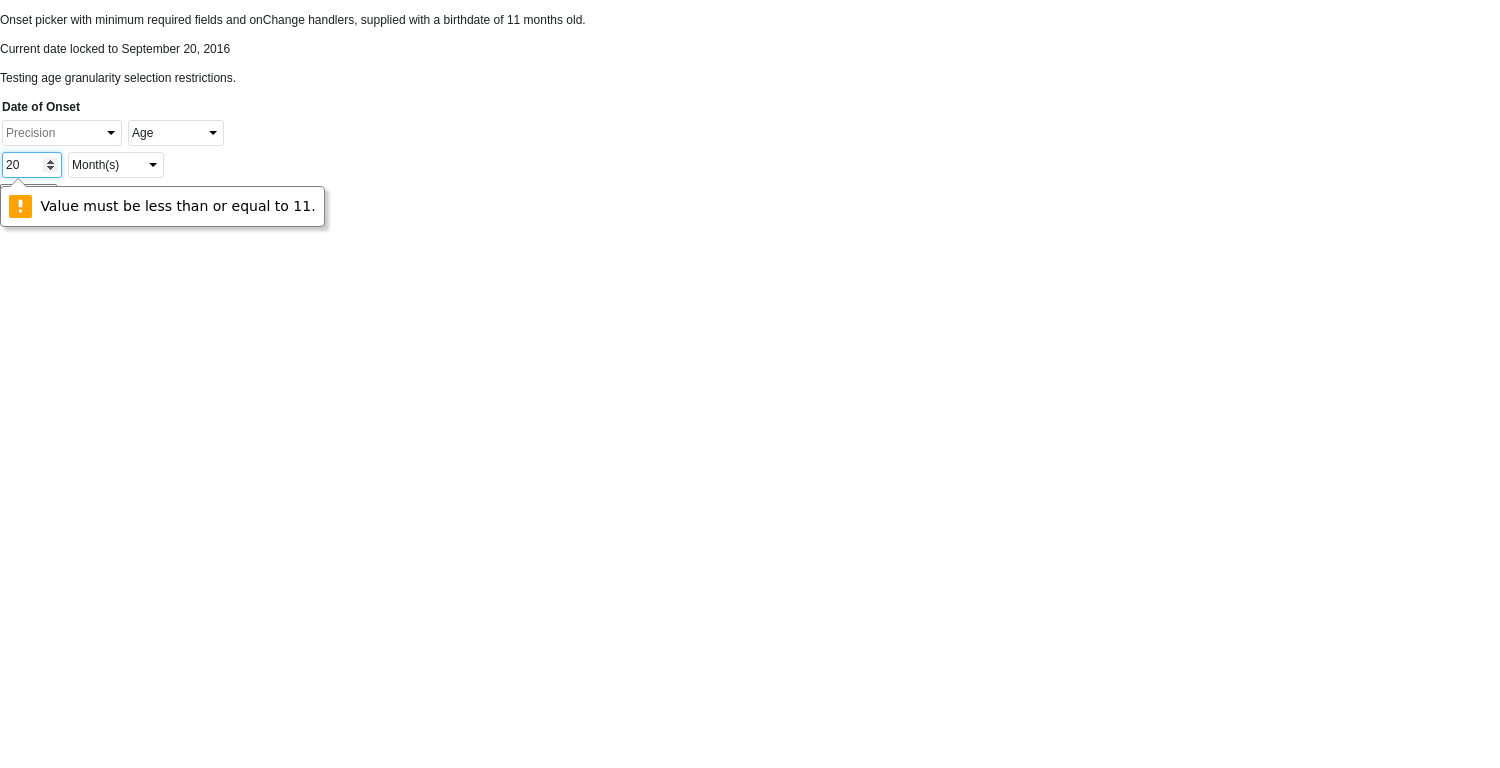 Onset picker with minimum required fields and onChange handlers, supplied with a birthdate of 11 months old.
Current date locked to September 20, 2016
Testing age granularity selection restrictions.
Date of Onset
Precision Age
20 Month(s)
Value must be less than or equal to 11.